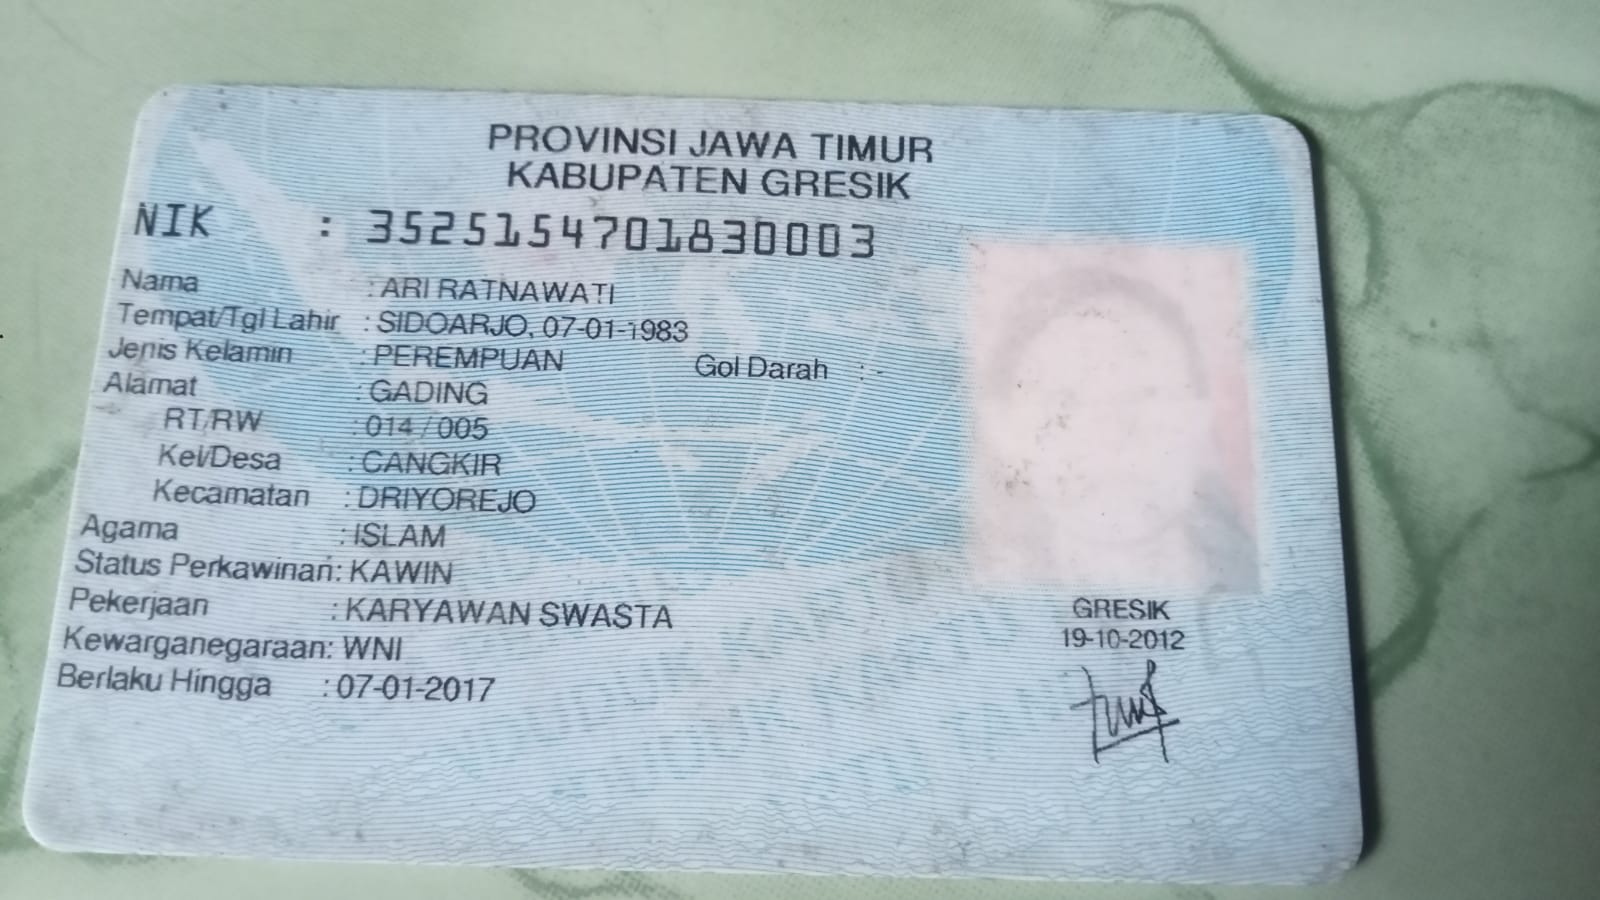 PROVINSI JAWA TIMUR
KABUPATEN GRESIK
NIK : 3525154701830003
Nama : ARI RATNAWATI
Tempat/Tgl Lahir : SIDOARJO, 07-01-1983
Jenis Kelamin : PEREMPUAN Gol Darah : -
Alamat : GADING
RT/RW : 014 / 005
Kel/Desa : CANGKIR
Kecamatan : DRIYOREJO
Agama : ISLAM
Status Perkawinan: KAWIN
Pekerjaan : KARYAWAN SWASTA
Kewarganegaraan: WNI
Berlaku Hingga : 07-01-2017
GRESIK
19-10-2012